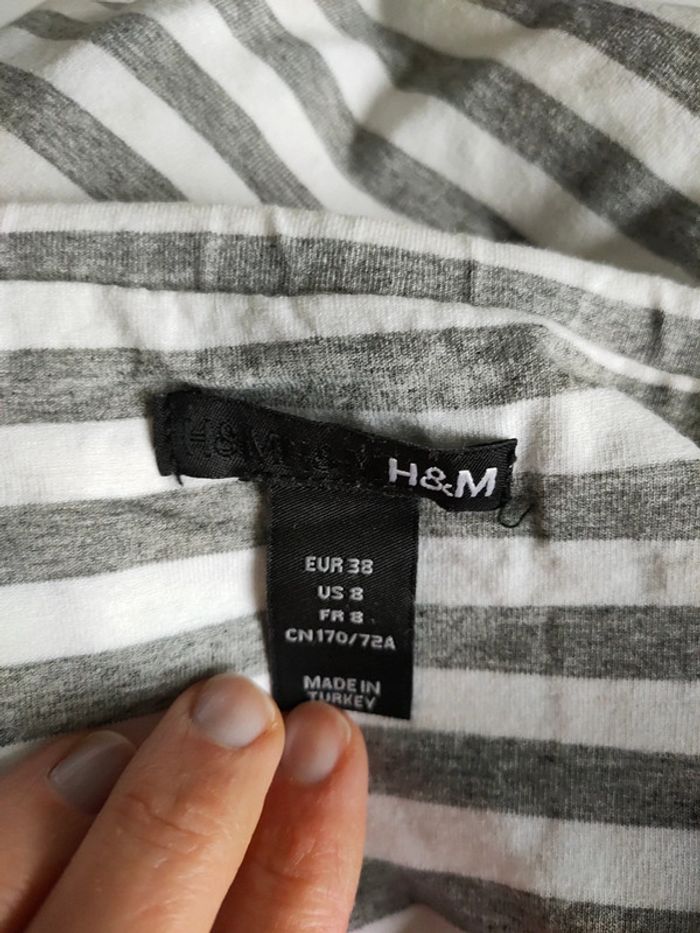 H&M H&M
EUR 38
US 8
FR 8
CN170/72A
MADE IN
TURKEY